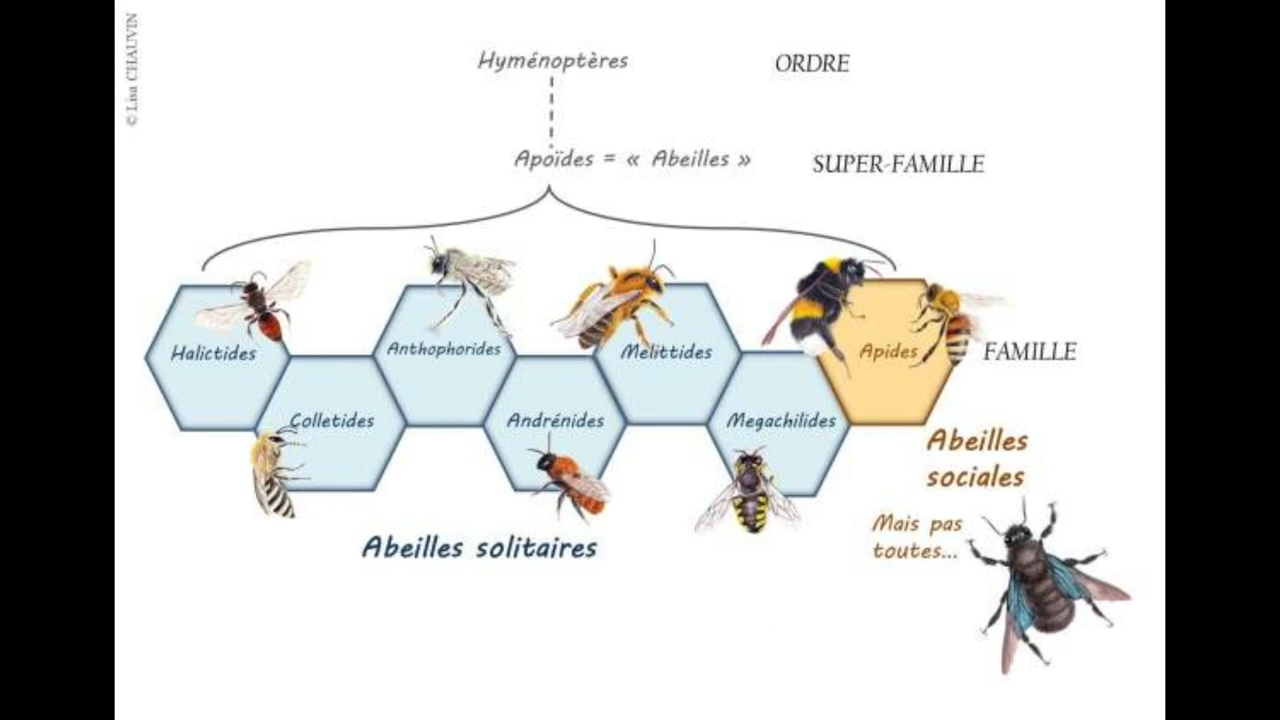 © Lisa CHAUVIN
Hyménoptères
ORDRE
Apoïdes = « Abeilles »
SUPER-FAMILLE
Halictides
Anthophorides
Melittides
Apides
FAMILLE
Colletides
Andrénides
Megachilides
Abeilles
sociales
Mais pas
toutes...
Abeilles solitaires